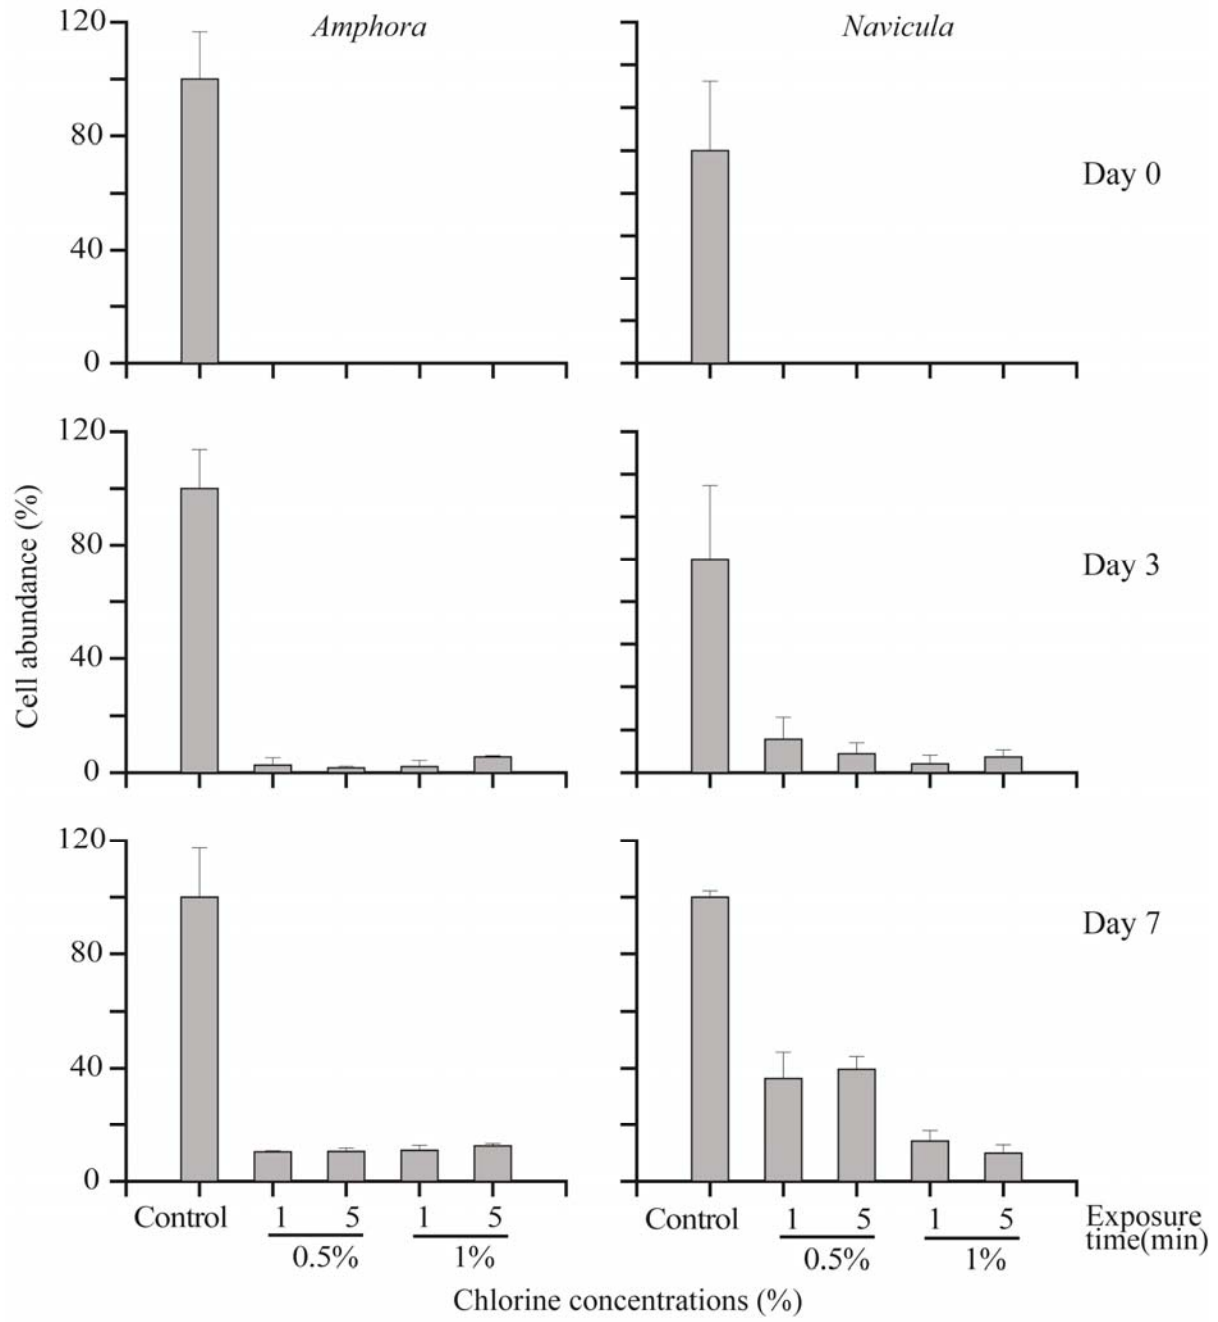 Amphora
Navicula
120
80
40
0
Day 0
120
80
40
0
Day 3
Cell abundance (%)
120
80
40
0
Day 7
Control 1 5 1 5 Control 1 5 1 5 Exposure
time(min)
0.5% 1% 0.5% 1%
Chlorine concentrations (%)